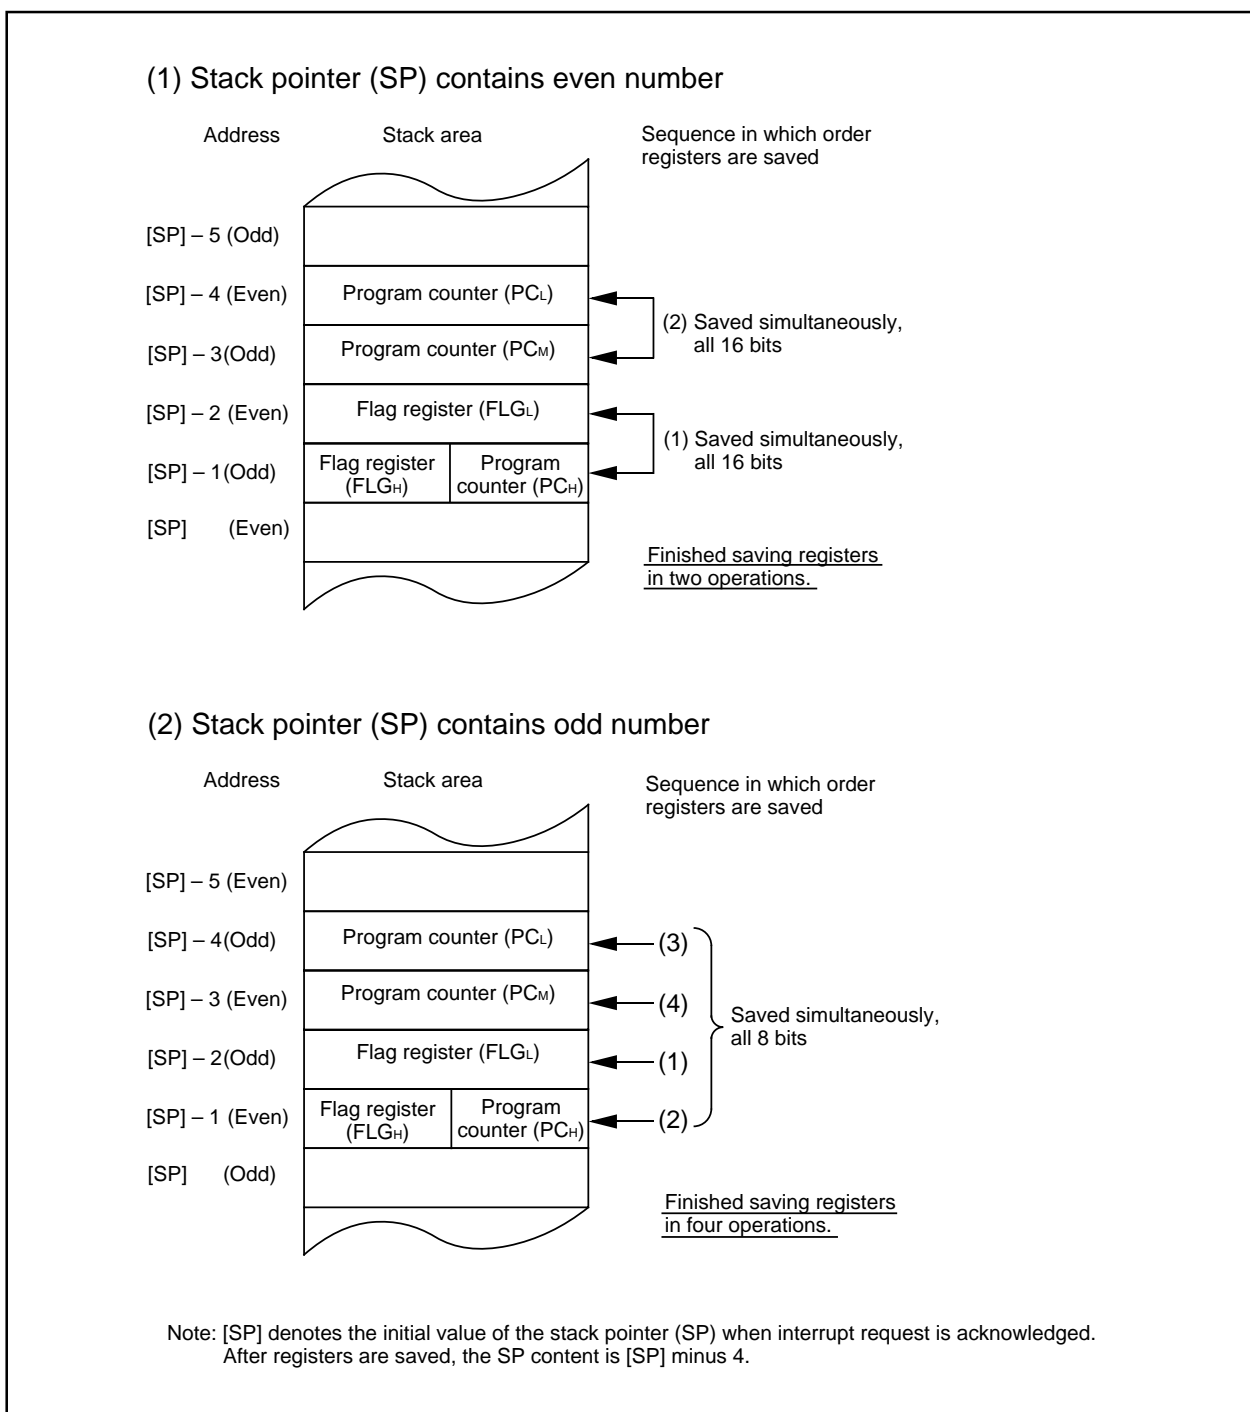 (1) Stack pointer (SP) contains even number
Address Stack area Sequence in which order
registers are saved
[SP] – 5 (Odd)
[SP] – 4 (Even) Program counter (PCL)
(2) Saved simultaneously,
all 16 bits
[SP] – 3(Odd) Program counter (PCM)
[SP] – 2 (Even) Flag register (FLGL)
(1) Saved simultaneously,
all 16 bits
[SP] – 1(Odd) Flag register
(FLGH)
Program
counter (PCH)
[SP] (Even)
Finished saving registers
in two operations.
(2) Stack pointer (SP) contains odd number
Address Stack area Sequence in which order
registers are saved
[SP] – 5 (Even)
[SP] – 4(Odd) Program counter (PCL) (3)
[SP] – 3 (Even) Program counter (PCM) (4)
Saved simultaneously,
all 8 bits
[SP] – 2(Odd) Flag register (FLGL) (1)
[SP] – 1 (Even) Flag register
(FLGH)
Program
counter (PCH)
(2)
[SP] (Odd)
Finished saving registers
in four operations.
Note: [SP] denotes the initial value of the stack pointer (SP) when interrupt request is acknowledged.
After registers are saved, the SP content is [SP] minus 4.